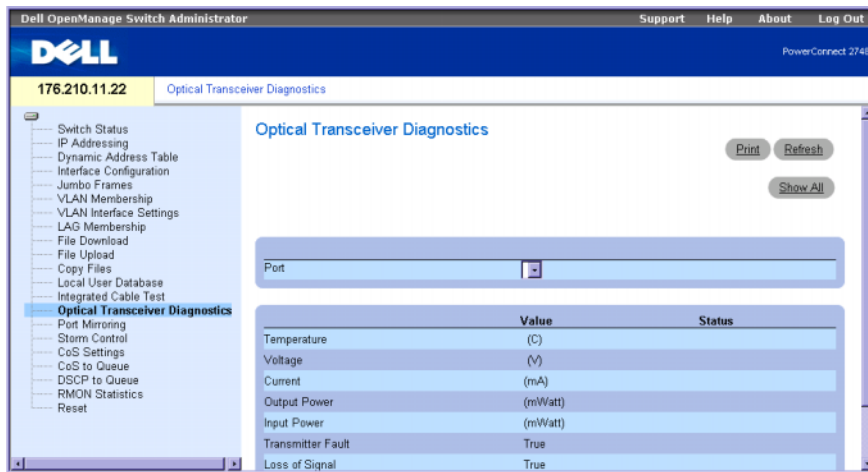 Dell OpenManage Switch Administrator
Support Help About Log Out
DELL
PowerConnect 2748
176.210.11.22
Optical Transceiver Diagnostics
Switch Status
IP Addressing
Dynamic Address Table
Interface Configuration
Jumbo Frames
VLAN Membership
VLAN Interface Settings
LAG Membership
File Download
File Upload
Copy Files
Local User Database
Integrated Cable Test
Optical Transceiver Diagnostics
Port Mirroring
Storm Control
CoS Settings
CoS to Queue
DSCP to Queue
RMON Statistics
Reset
Optical Transceiver Diagnostics
Print Refresh
Show All
Port
Value Status
Temperature (C)
Voltage (V)
Current (mA)
Output Power (mWatt)
Input Power (mWatt)
Transmitter Fault True
Loss of Signal True